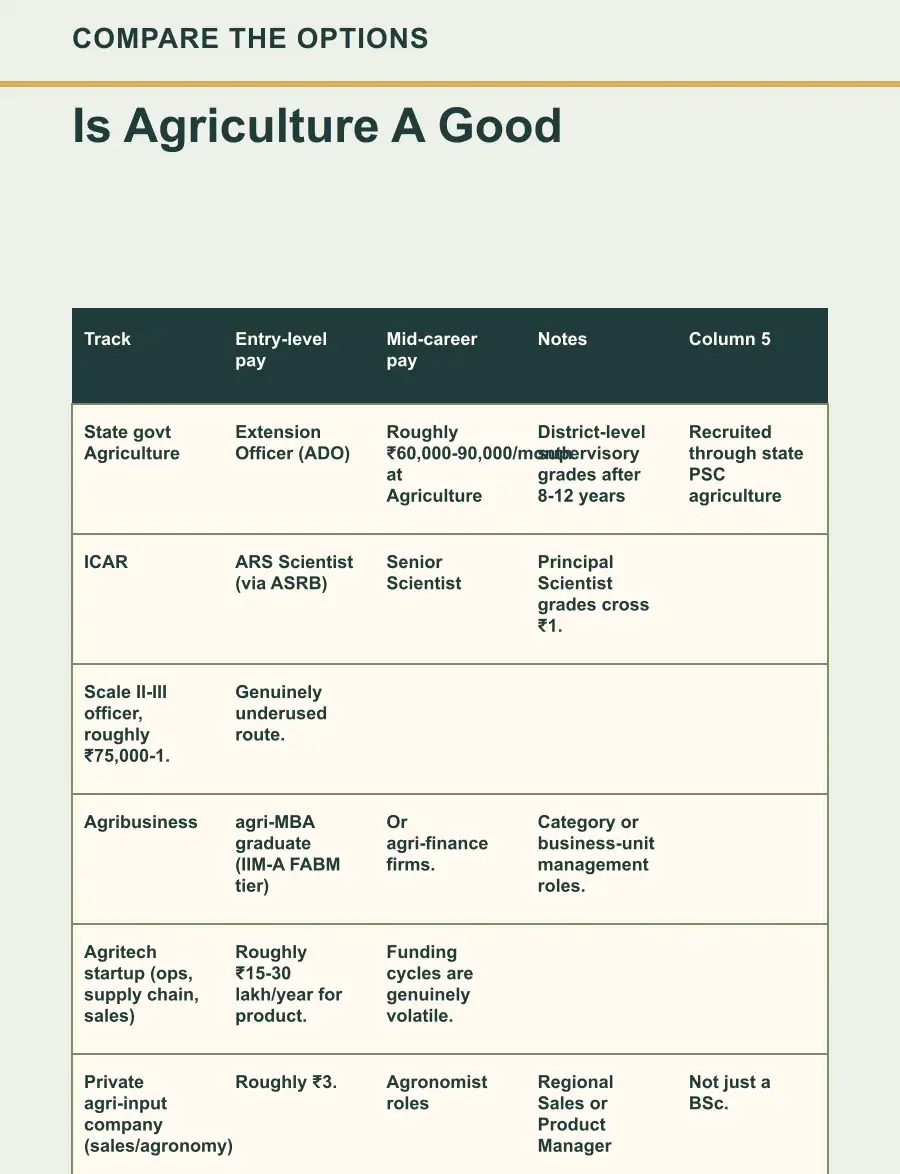 COMPARE THE OPTIONS
Is Agriculture A Good
Track
Entry-level
pay
Mid-career
pay
Notes
Column 5
State govt
Agriculture
Extension
Officer (ADO)
Roughly
₹60,000-90,000/month
at
Agriculture
District-level
supervisory
grades after
8-12 years
Recruited
through state
PSC
agriculture
ICAR
ARS Scientist
(via ASRB)
Senior
Scientist
Principal
Scientist
grades cross
₹1.
Scale II-III
officer,
roughly
₹75,000-1.
Genuinely
underused
route.
Agribusiness
agri-MBA
graduate
(IIM-A FABM
tier)
Or
agri-finance
firms.
Category or
business-unit
management
roles.
Agritech
startup (ops,
supply chain,
sales)
Roughly
₹15-30
lakh/year for
product.
Funding
cycles are
genuinely
volatile.
Private
agri-input
company
(sales/agronomy)
Roughly ₹3.
Agronomist
roles
Regional
Sales or
Product
Manager
Not just a
BSc.